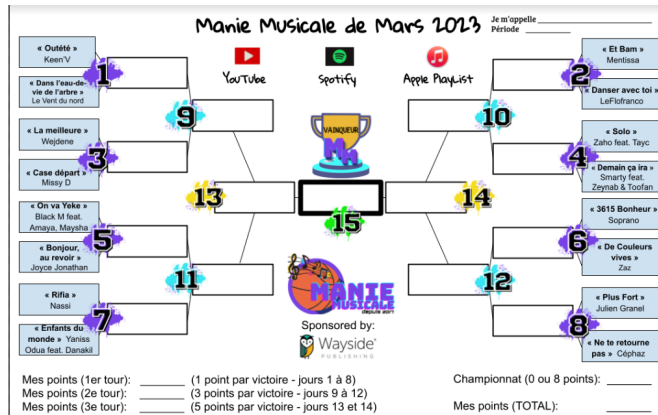 Manie Musicale de Mars 2023
Je m'appelle
Période
YouTube
Spotify
Apple PlayList
« Outété »
Keen'V
1
« Dans l'eau-de-
vie de l'arbre »
Le Vent du nord
9
« La meilleure »
Wejdene
3
« Case départ »
Missy D
13
« On va Yeke »
Black M feat.
Amaya, Maysha
5
« Bonjour,
au revoir »
Joyce Jonathan
11
« Rifia »
Nassi
7
« Enfants du
monde » Yaniss
Odua feat. Danakil
VAINQUEUR
MM
15
MANIE
MUSICALE
Sponsored by:
Wayside
PUBLISHING
« Et Bam »
Mentissa
2
« Danser avec toi »
LeFlofranco
10
« Solo »
Zaho feat. Tayc
4
« Demain ça ira »
Smarty feat.
Zeynab & Toofan
14
« 3615 Bonheur »
Soprano
6
« De Couleurs
vives »
Zaz
12
« Plus Fort »
Julien Granel
8
« Ne te retourne
pas » Céphaz
Mes points (1er tour): (1 point par victoire - jours 1 à 8)
Mes points (2e tour): (3 points par victoire - jours 9 à 12)
Mes points (3e tour): (5 points par victoire - jours 13 et 14)
Championnat (0 ou 8 points):
Mes points (TOTAL):